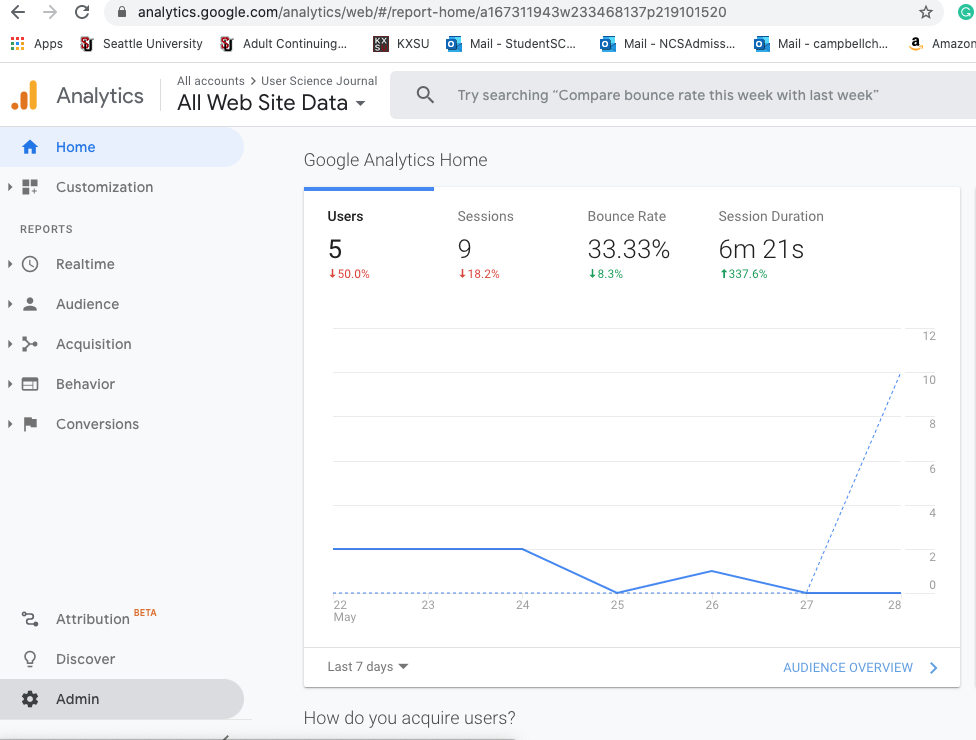 analytics.google.com/analytics/web/#/report-home/a167311943w233468137p219101520
Apps Seattle University Adult Continuing... KXSU Mail - StudentSC... Mail - NCSAdmiss... Mail - campbellch... Amazon
Analytics
All accounts > User Science Journal
All Web Site Data
Try searching “Compare bounce rate this week with last week”
Home
Customization
REPORTS
Realtime
Audience
Acquisition
Behavior
Conversions
Attribution BETA
Discover
Admin
Google Analytics Home
Users Sessions Bounce Rate Session Duration
5 9 33.33% 6m 21s
↓50.0% ↓18.2% ↓8.3% ↑337.6%
12
10
8
6
4
2
0
22 23 24 25 26 27 28
May
Last 7 days AUDIENCE OVERVIEW
How do you acquire users?